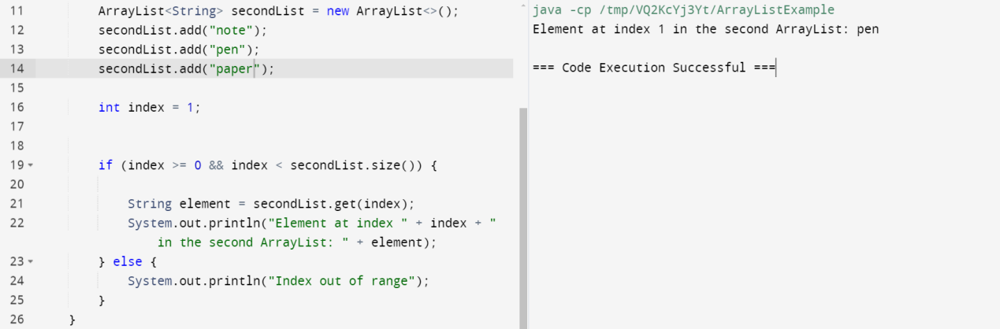 11 ArrayList<String> secondList = new ArrayList<>();
12 secondList.add("note");
13 secondList.add("pen");
14 secondList.add("paper");
15
16 int index = 1;
17
18
19 if (index >= 0 && index < secondList.size()) {
20
21 String element = secondList.get(index);
22 System.out.println("Element at index " + index + "
in the second ArrayList: " + element);
23 } else {
24 System.out.println("Index out of range");
25 }
26 }
java -cp /tmp/VQ2KcYj3Yt/ArrayListExample
Element at index 1 in the second ArrayList: pen
=== Code Execution Successful ===